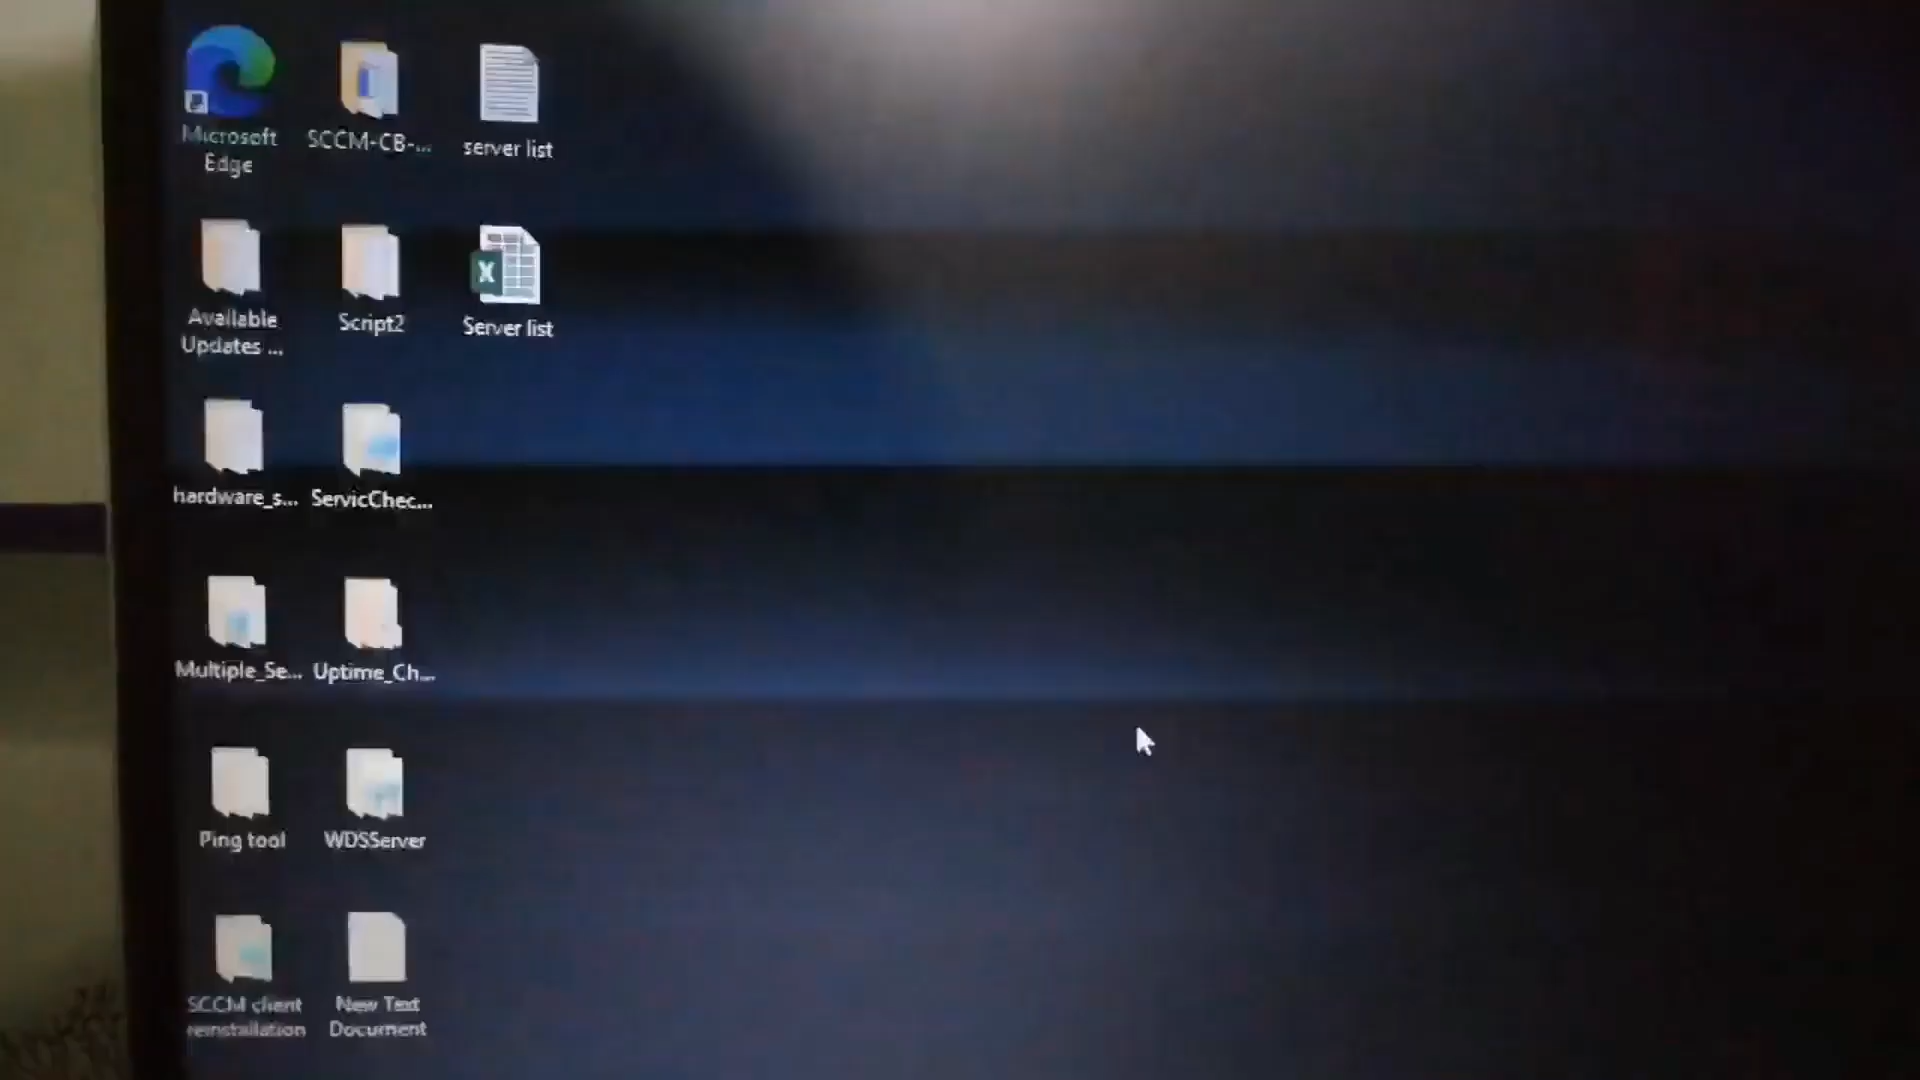 Microsoft
Edge
SCCM-CB-...
server list
Available
Updates ...
Script2
Server list
hardware_s...
ServicChec...
Multiple_Se...
Uptime_Ch...
Ping tool
WDSServer
SCCM client
reinstallation
New Text
Document